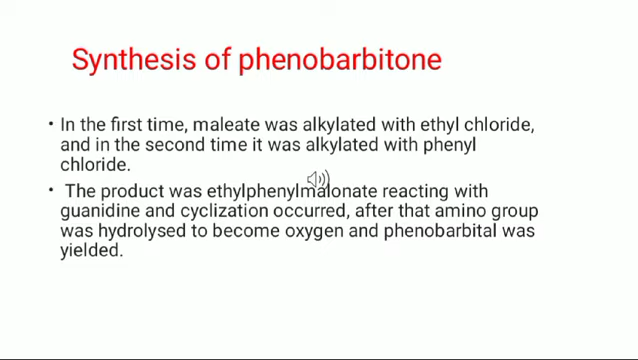 Synthesis of phenobarbitone
• In the first time, maleate was alkylated with ethyl chloride,
and in the second time it was alkylated with phenyl
chloride.
• The product was ethylphenylmalonate reacting with
guanidine and cyclization occurred, after that amino group
was hydrolysed to become oxygen and phenobarbital was
yielded.